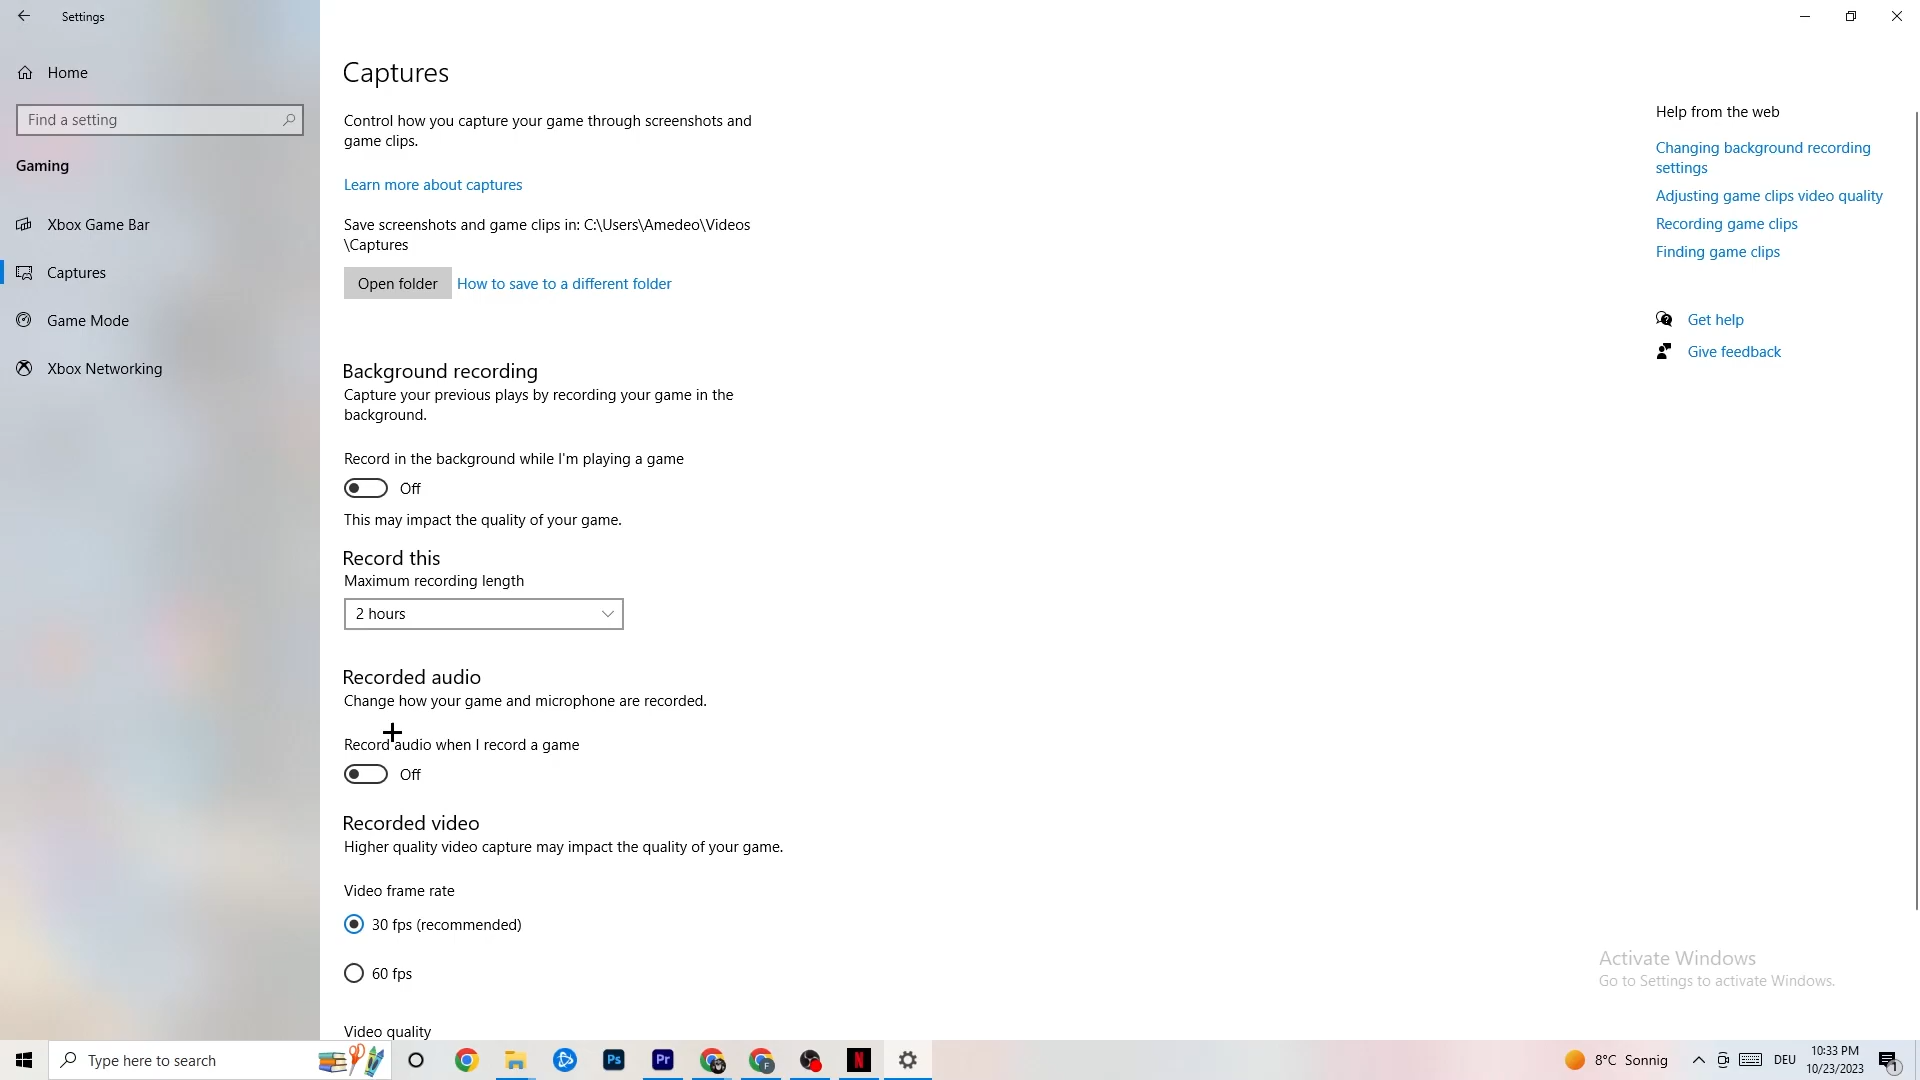 Settings
Home
Find a setting
Gaming
Xbox Game Bar
Captures
Game Mode
Xbox Networking
Captures
Control how you capture your game through screenshots and
game clips.
Learn more about captures
Save screenshots and game clips in: C:\Users\Amedeo\Videos
\Captures
Open folder How to save to a different folder
Background recording
Capture your previous plays by recording your game in the
background.
Record in the background while I'm playing a game
Off
This may impact the quality of your game.
Record this
Maximum recording length
2 hours
Recorded audio
Change how your game and microphone are recorded.
Record audio when I record a game
Off
Recorded video
Higher quality video capture may impact the quality of your game.
Video frame rate
30 fps (recommended)
60 fps
Video quality
Help from the web
Changing background recording
settings
Adjusting game clips video quality
Recording game clips
Finding game clips
Get help
Give feedback
Activate Windows
Go to Settings to activate Windows.
Type here to search
Ps
Pr
F
N
8°C Sonnig
DEU
10:33 PM
10/23/2023
1